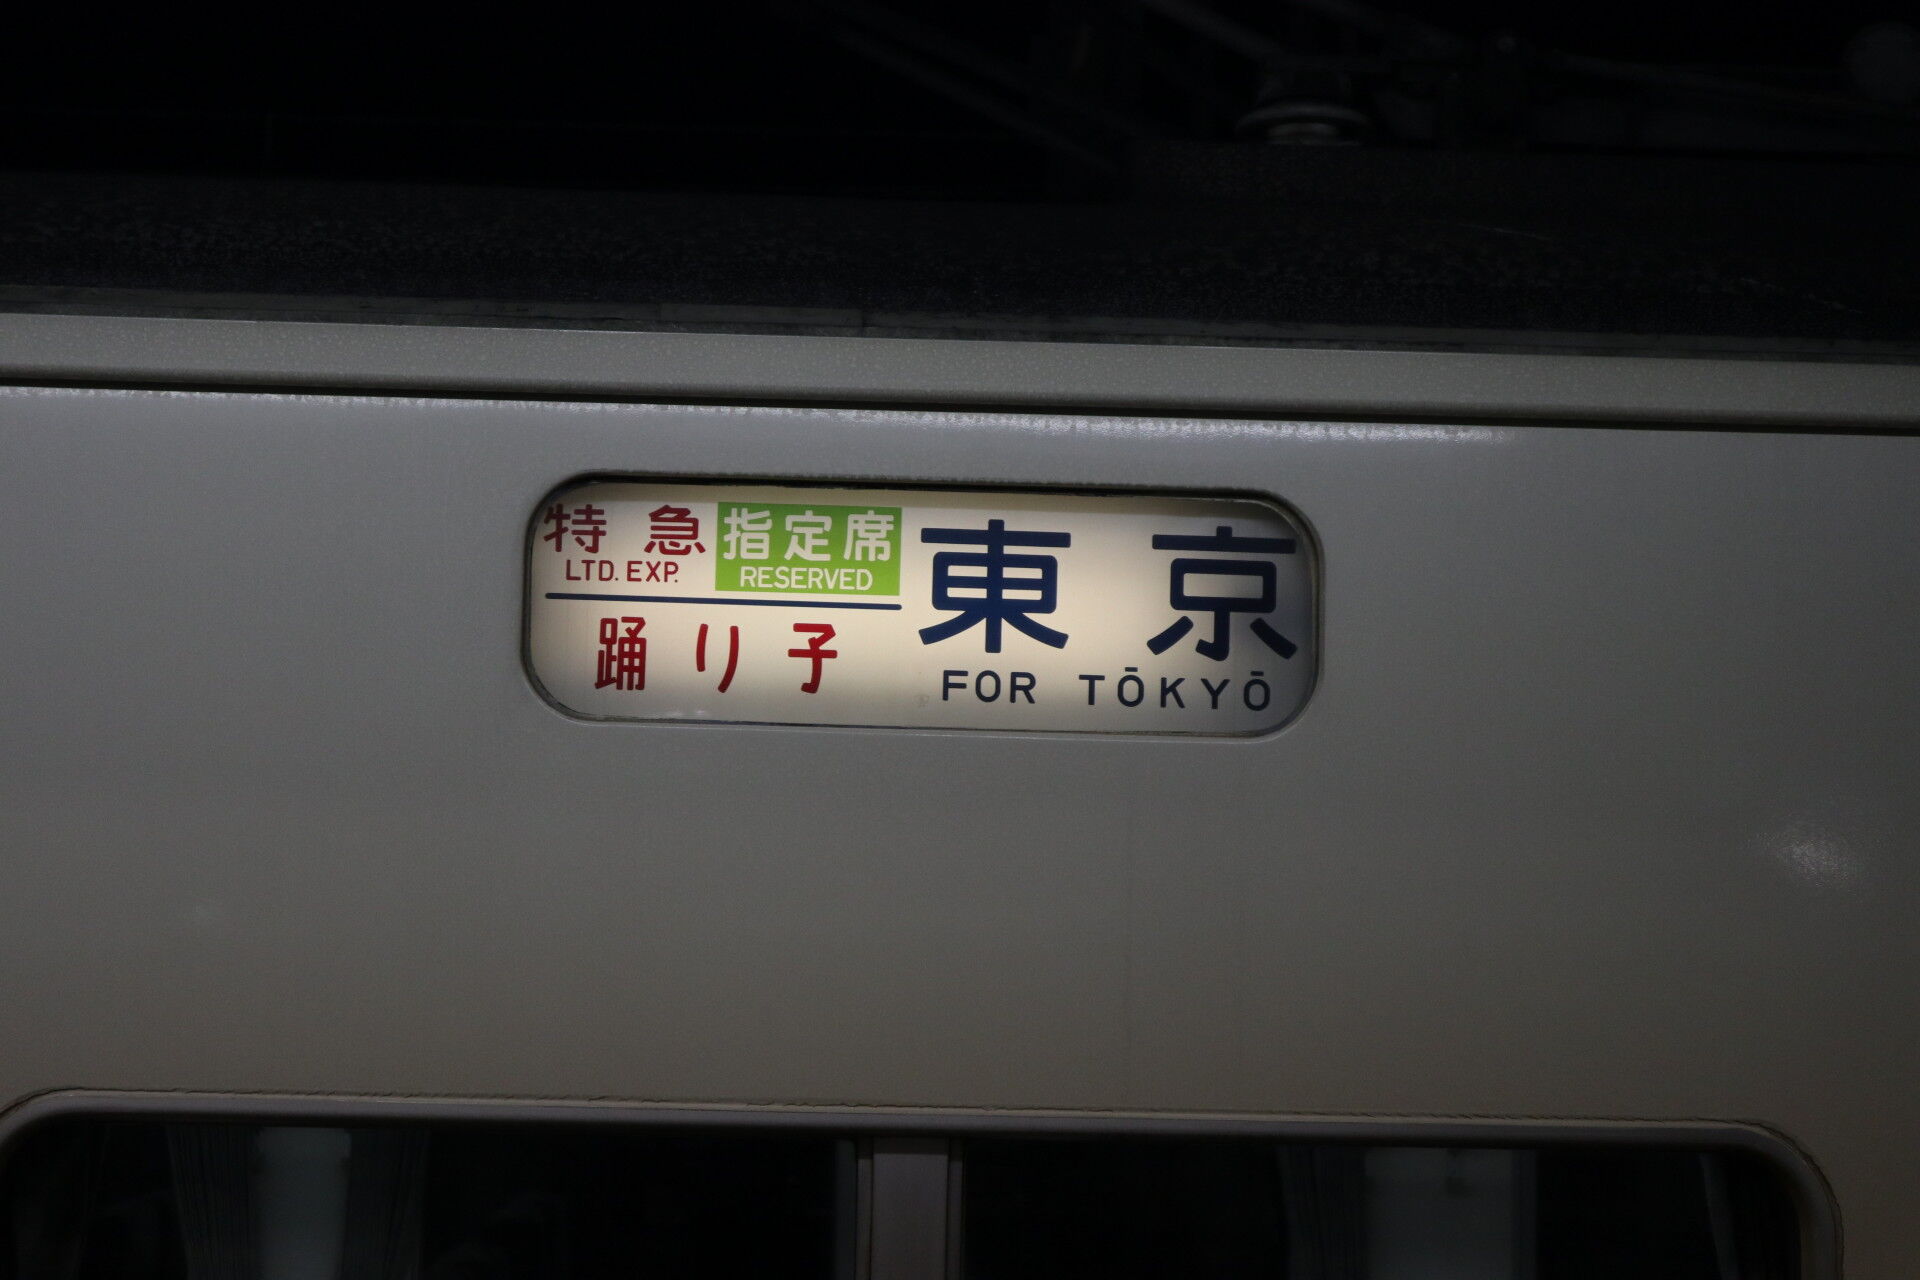 特急 指定席
LTD. EXP. RESERVED
踊り子
東京
FOR TŌKYŌ